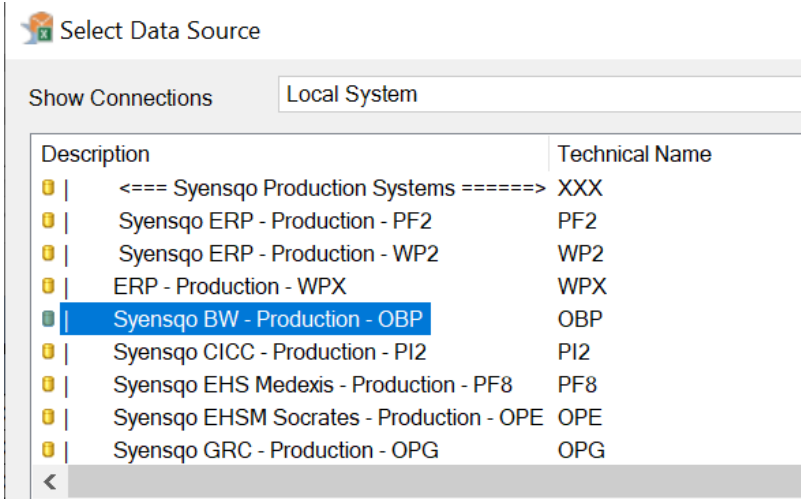 Select Data Source
Show Connections Local System
Description Technical Name
| <=== Syensqo Production Systems ======> XXX
| Syensqo ERP - Production - PF2 PF2
| Syensqo ERP - Production - WP2 WP2
| ERP - Production - WPX WPX
| Syensqo BW - Production - OBP OBP
| Syensqo CICC - Production - PI2 PI2
| Syensqo EHS Medexis - Production - PF8 PF8
| Syensqo EHSM Socrates - Production - OPE OPE
| Syensqo GRC - Production - OPG OPG